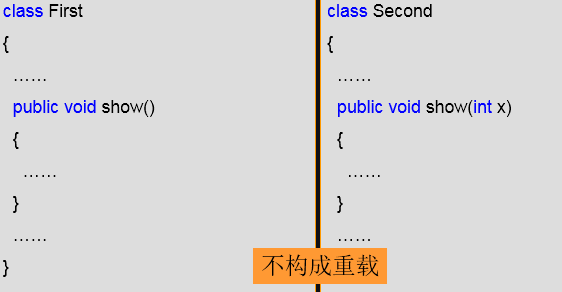 class First
{
……
public void show()
{
……
}
……
}
class Second
{
……
public void show(int x)
{
……
}
……
不构成重载